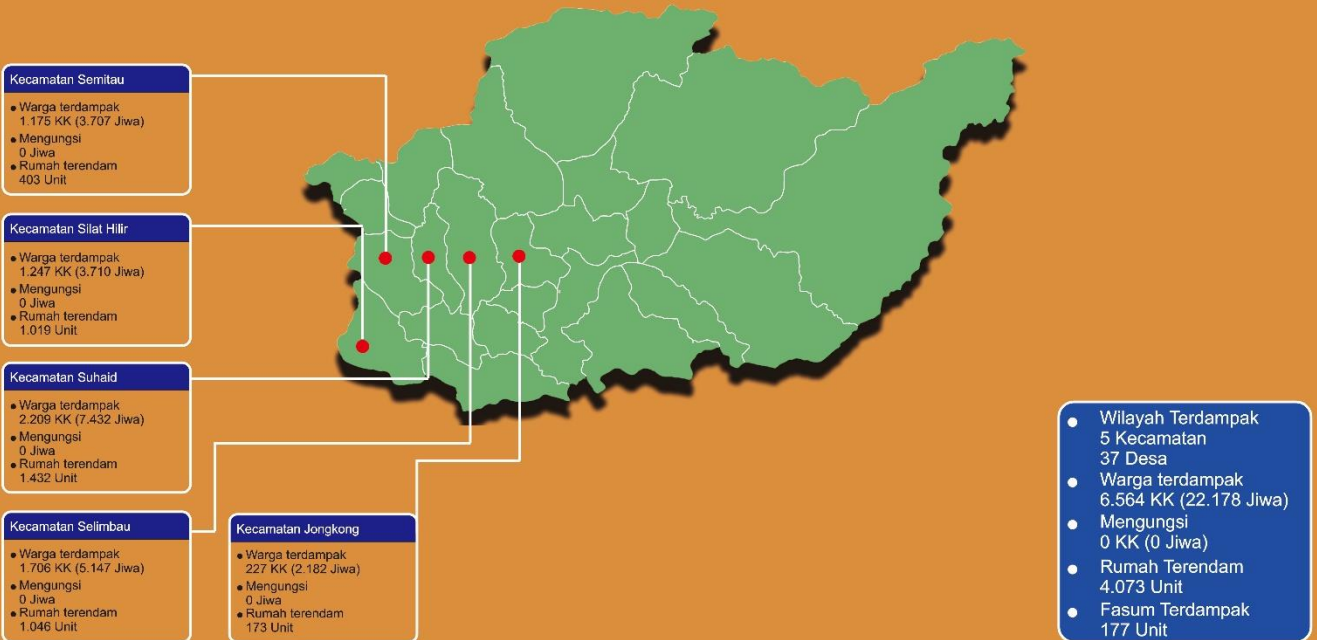 Kecamatan Semitau
• Warga terdampak
1.175 KK (3.707 Jiwa)
• Mengungsi
0 Jiwa
• Rumah terendam
403 Unit
Kecamatan Silat Hilir
• Warga terdampak
1.247 KK (3.710 Jiwa)
• Mengungsi
0 Jiwa
• Rumah terendam
1.019 Unit
Kecamatan Suhaid
• Warga terdampak
2.209 KK (7.432 Jiwa)
• Mengungsi
0 Jiwa
• Rumah terendam
1.432 Unit
Kecamatan Selimbau
• Warga terdampak
1.706 KK (5.147 Jiwa)
• Mengungsi
0 Jiwa
• Rumah terendam
1.046 Unit
Kecamatan Jongkong
• Warga terdampak
227 KK (2.182 Jiwa)
• Mengungsi
0 Jiwa
• Rumah terendam
173 Unit
• Wilayah Terdampak
5 Kecamatan
37 Desa
• Warga terdampak
6.564 KK (22.178 Jiwa)
• Mengungsi
0 KK (0 Jiwa)
• Rumah Terendam
4.073 Unit
• Fasum Terdampak
177 Unit